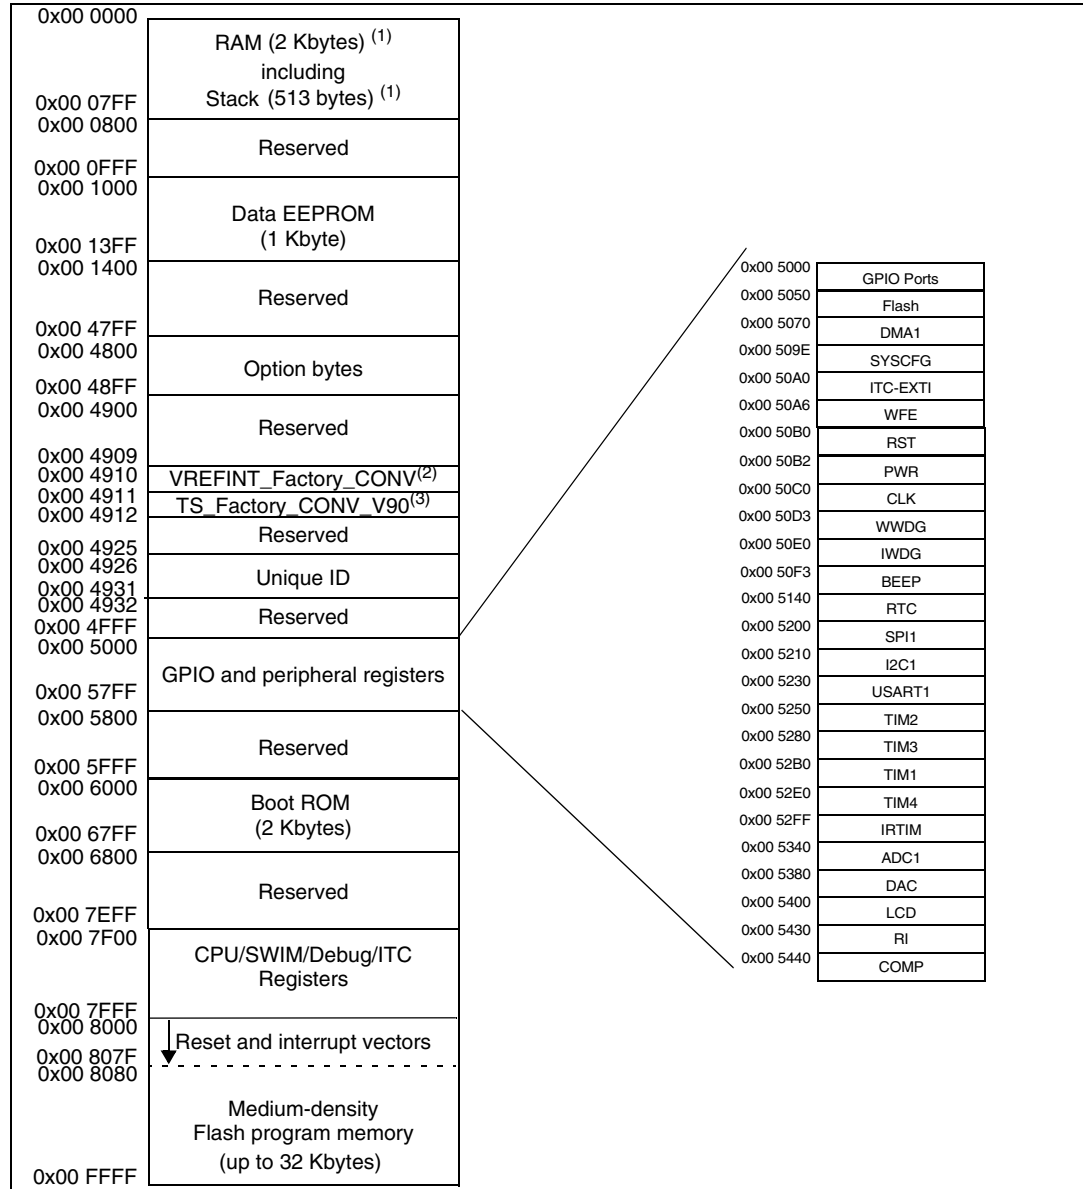 0x00 0000
RAM (2 Kbytes) (1)
including
Stack (513 bytes) (1)
0x00 07FF
0x00 0800
Reserved
0x00 0FFF
0x00 1000
Data EEPROM
(1 Kbyte)
0x00 13FF
0x00 1400
Reserved
0x00 47FF
0x00 4800
Option bytes
0x00 48FF
0x00 4900
Reserved
0x00 4909
0x00 4910
VREFINT_Factory_CONV(2)
0x00 4911
TS_Factory_CONV_V90(3)
0x00 4912
Reserved
0x00 4925
0x00 4926
Unique ID
0x00 4931
0x00 4932
Reserved
0x00 4FFF
0x00 5000
GPIO and peripheral registers
0x00 57FF
0x00 5800
Reserved
0x00 5FFF
0x00 6000
Boot ROM
(2 Kbytes)
0x00 67FF
0x00 6800
Reserved
0x00 7EFF
0x00 7F00
CPU/SWIM/Debug/ITC
Registers
0x00 7FFF
0x00 8000
Reset and interrupt vectors
0x00 807F
0x00 8080
Medium-density
Flash program memory
(up to 32 Kbytes)
0x00 FFFF
0x00 5000
GPIO Ports
0x00 5050
Flash
0x00 5070
DMA1
0x00 509E
SYSCFG
0x00 50A0
ITC-EXTI
0x00 50A6
WFE
0x00 50B0
RST
0x00 50B2
PWR
0x00 50C0
CLK
0x00 50D3
WWDG
0x00 50E0
IWDG
0x00 50F3
BEEP
0x00 5140
RTC
0x00 5200
SPI1
0x00 5210
I2C1
0x00 5230
USART1
0x00 5250
TIM2
0x00 5280
TIM3
0x00 52B0
TIM1
0x00 52E0
TIM4
0x00 52FF
IRTIM
0x00 5340
ADC1
0x00 5380
DAC
0x00 5400
LCD
0x00 5430
RI
0x00 5440
COMP